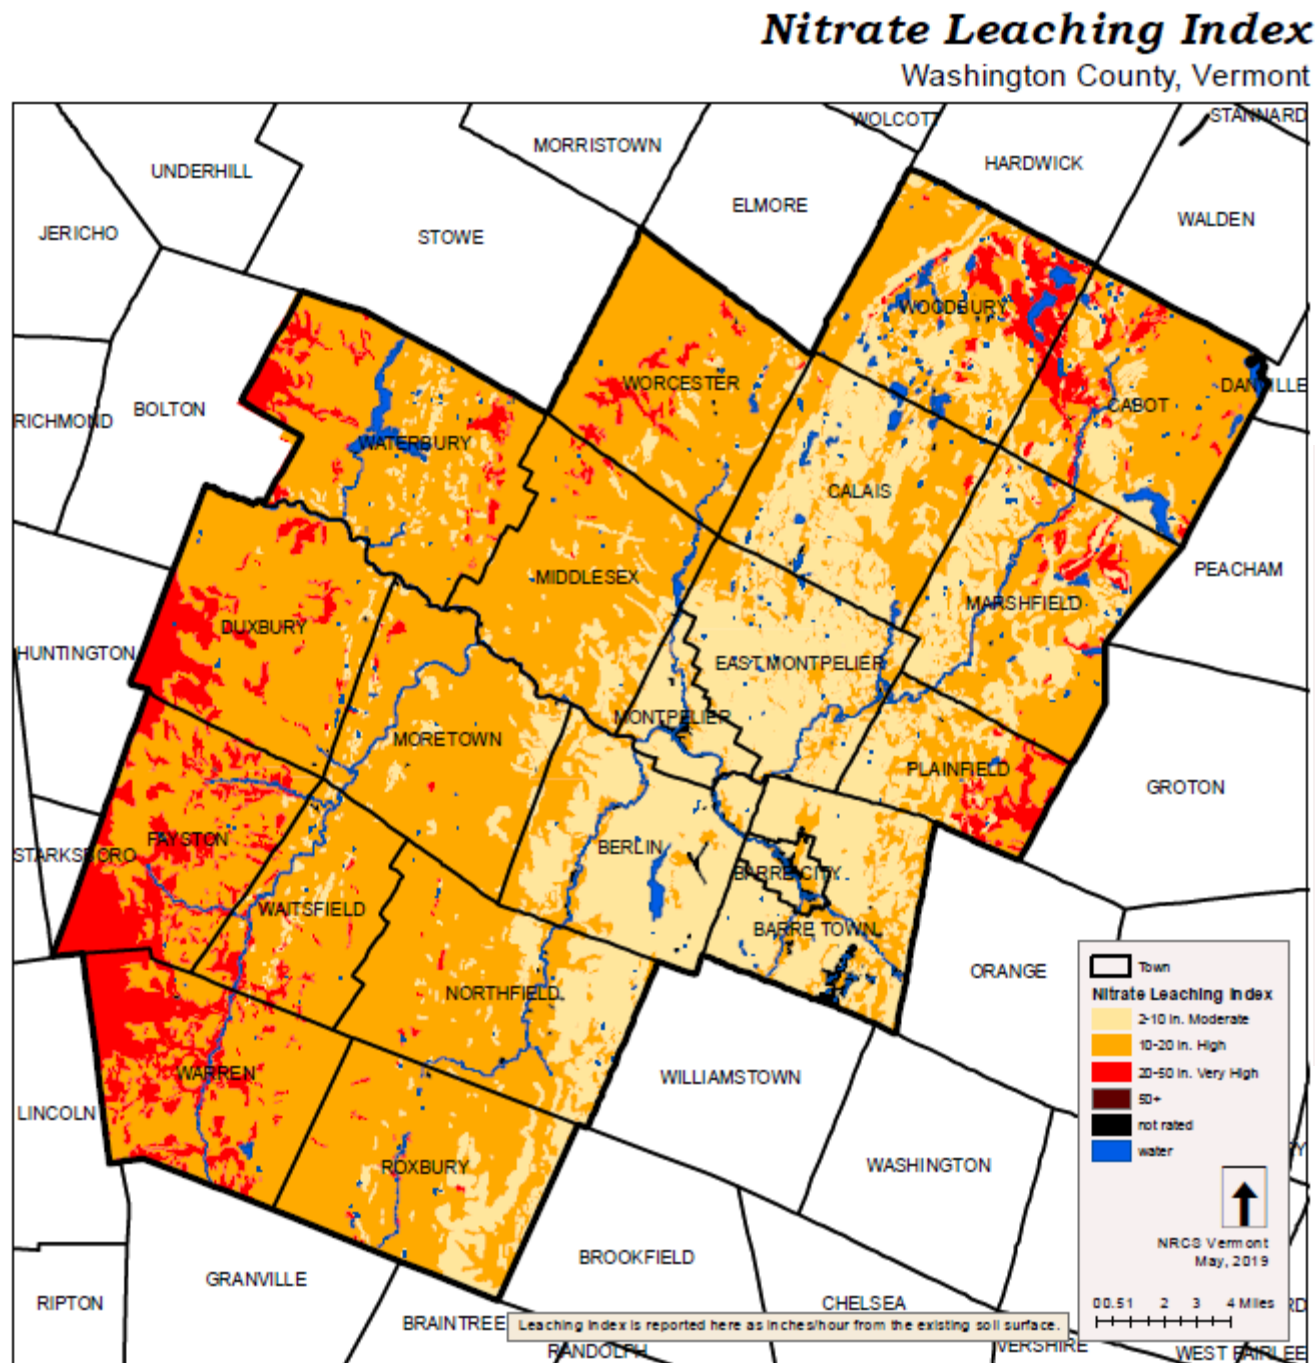 Nitrate Leaching Index
Washington County, Vermont
WOLCOTT
STANNARD
MORRISTOWN
HARDWICK
UNDERHILL
ELMORE
WALDEN
JERICHO
STOWE
WOODBURY
WORCESTER
DANVILLE
CABOT
BOLTON
RICHMOND
WATERBURY
CALAIS
PEACHAM
MIDDLESEX
MARSHFIELD
DUXBURY
HUNTINGTON
EAST MONTPELIER
MONTPELIER
MORETOWN
PLAINFIELD
GROTON
FAYSTON
BERLIN
STARKSBORO
BARRE CITY
WAITSFIELD
BARRE TOWN
ORANGE
NORTHFIELD
WARREN
WILLIAMSTOWN
LINCOLN
ROXBURY
WASHINGTON
BROOKFIELD
GRANVILLE
RIPTON
CHELSEA
BRAINTREE
VERSHIRE
RANDOLPH
WEST FAIRLEE
Town
Nitrate Leaching Index
2-10 in. Moderate
10-20 in. High
20-50 in. Very High
50+
not rated
water
NRCS Vermont
May, 2019
0 0.5 1 2 3 4 Miles
Leaching Index is reported here as inches/hour from the existing soil surface.